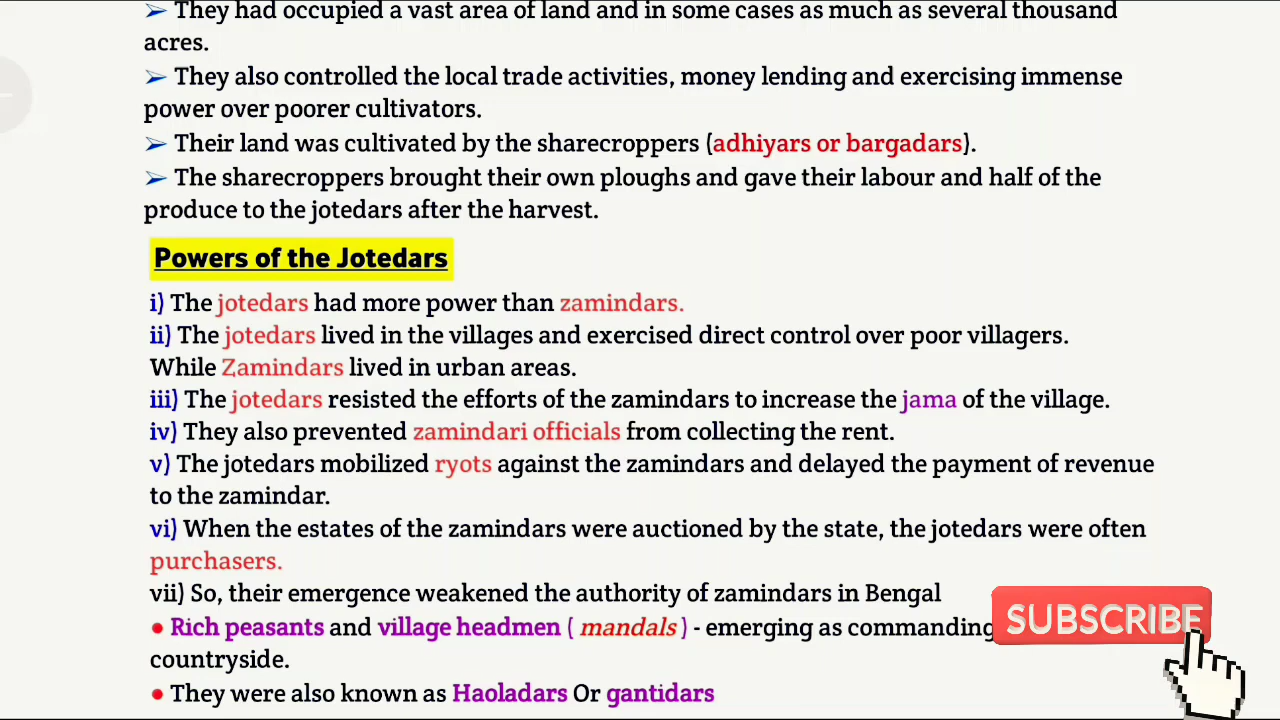 ➢ They had occupied a vast area of land and in some cases as much as several thousand
acres.
➢ They also controlled the local trade activities, money lending and exercising immense
power over poorer cultivators.
➢ Their land was cultivated by the sharecroppers (adhiyars or bargadars).
➢ The sharecroppers brought their own ploughs and gave their labour and half of the
produce to the jotedars after the harvest.
Powers of the Jotedars
i) The jotedars had more power than zamindars.
ii) The jotedars lived in the villages and exercised direct control over poor villagers.
While Zamindars lived in urban areas.
iii) The jotedars resisted the efforts of the zamindars to increase the jama of the village.
iv) They also prevented zamindari officials from collecting the rent.
v) The jotedars mobilized ryots against the zamindars and delayed the payment of revenue
to the zamindar.
vi) When the estates of the zamindars were auctioned by the state, the jotedars were often
purchasers.
vii) So, their emergence weakened the authority of zamindars in Bengal
• Rich peasants and village headmen ( mandals ) - emerging as commanding
SUBSCRIBE
countryside.
• They were also known as Haoladars Or gantidars